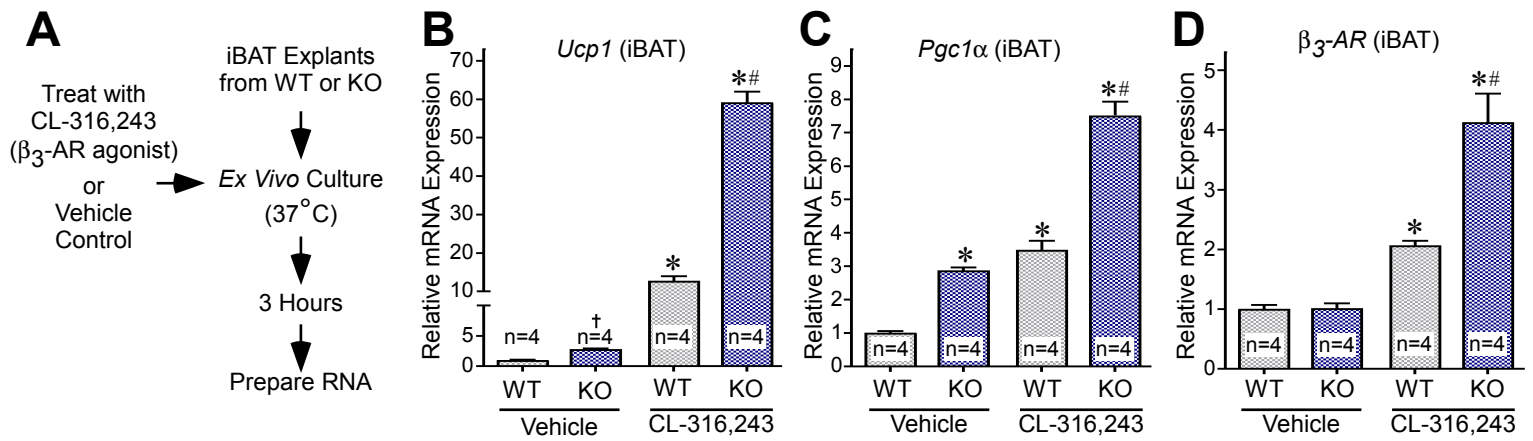 A
iBAT Explants
from WT or KO
Treat with
CL-316,243
(β3-AR agonist)
or
Vehicle
Control
Ex Vivo Culture
(37°C)
3 Hours
Prepare RNA
B
Ucp1 (iBAT)
Relative mRNA Expression
70
60
50
40
30
20
10
5
0
n=4
†
n=4
*
n=4
*#
n=4
WT
KO
WT
KO
Vehicle
CL-316,243
C
Pgc1α (iBAT)
Relative mRNA Expression
9
8
7
6
5
4
3
2
1
0
n=4
*
n=4
*
n=4
*#
n=4
WT
KO
WT
KO
Vehicle
CL-316,243
D
β3-AR (iBAT)
Relative mRNA Expression
5
4
3
2
1
0
n=4
n=4
*
n=4
*#
n=4
WT
KO
WT
KO
Vehicle
CL-316,243